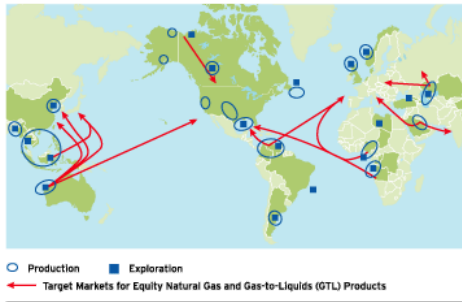 Production Exploration
Target Markets for Equity Natural Gas and Gas-to-Liquids (GTL) Products